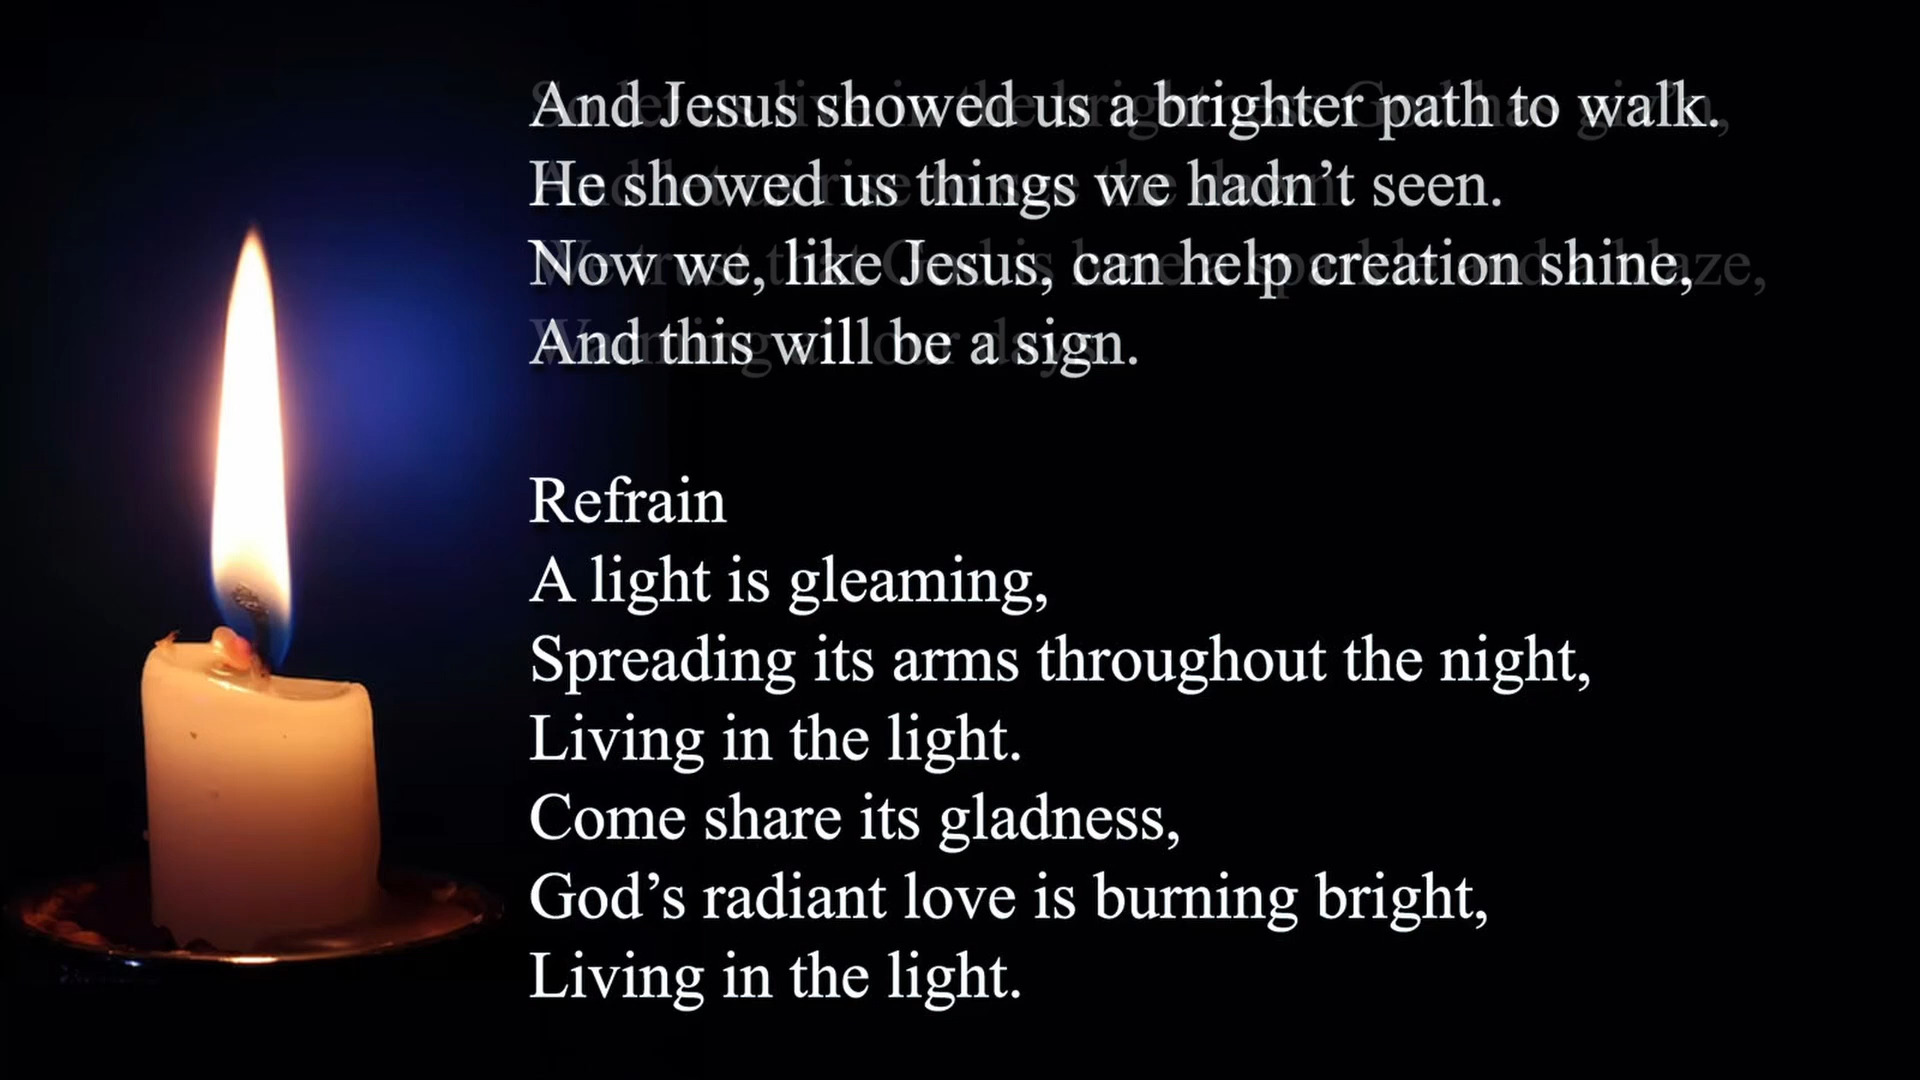 And Jesus showed us a brighter path to walk.
He showed us things we hadn’t seen.
Now we, like Jesus, can help creation shine,
And this will be a sign.
Refrain
A light is gleaming,
Spreading its arms throughout the night,
Living in the light.
Come share its gladness,
God’s radiant love is burning bright,
Living in the light.